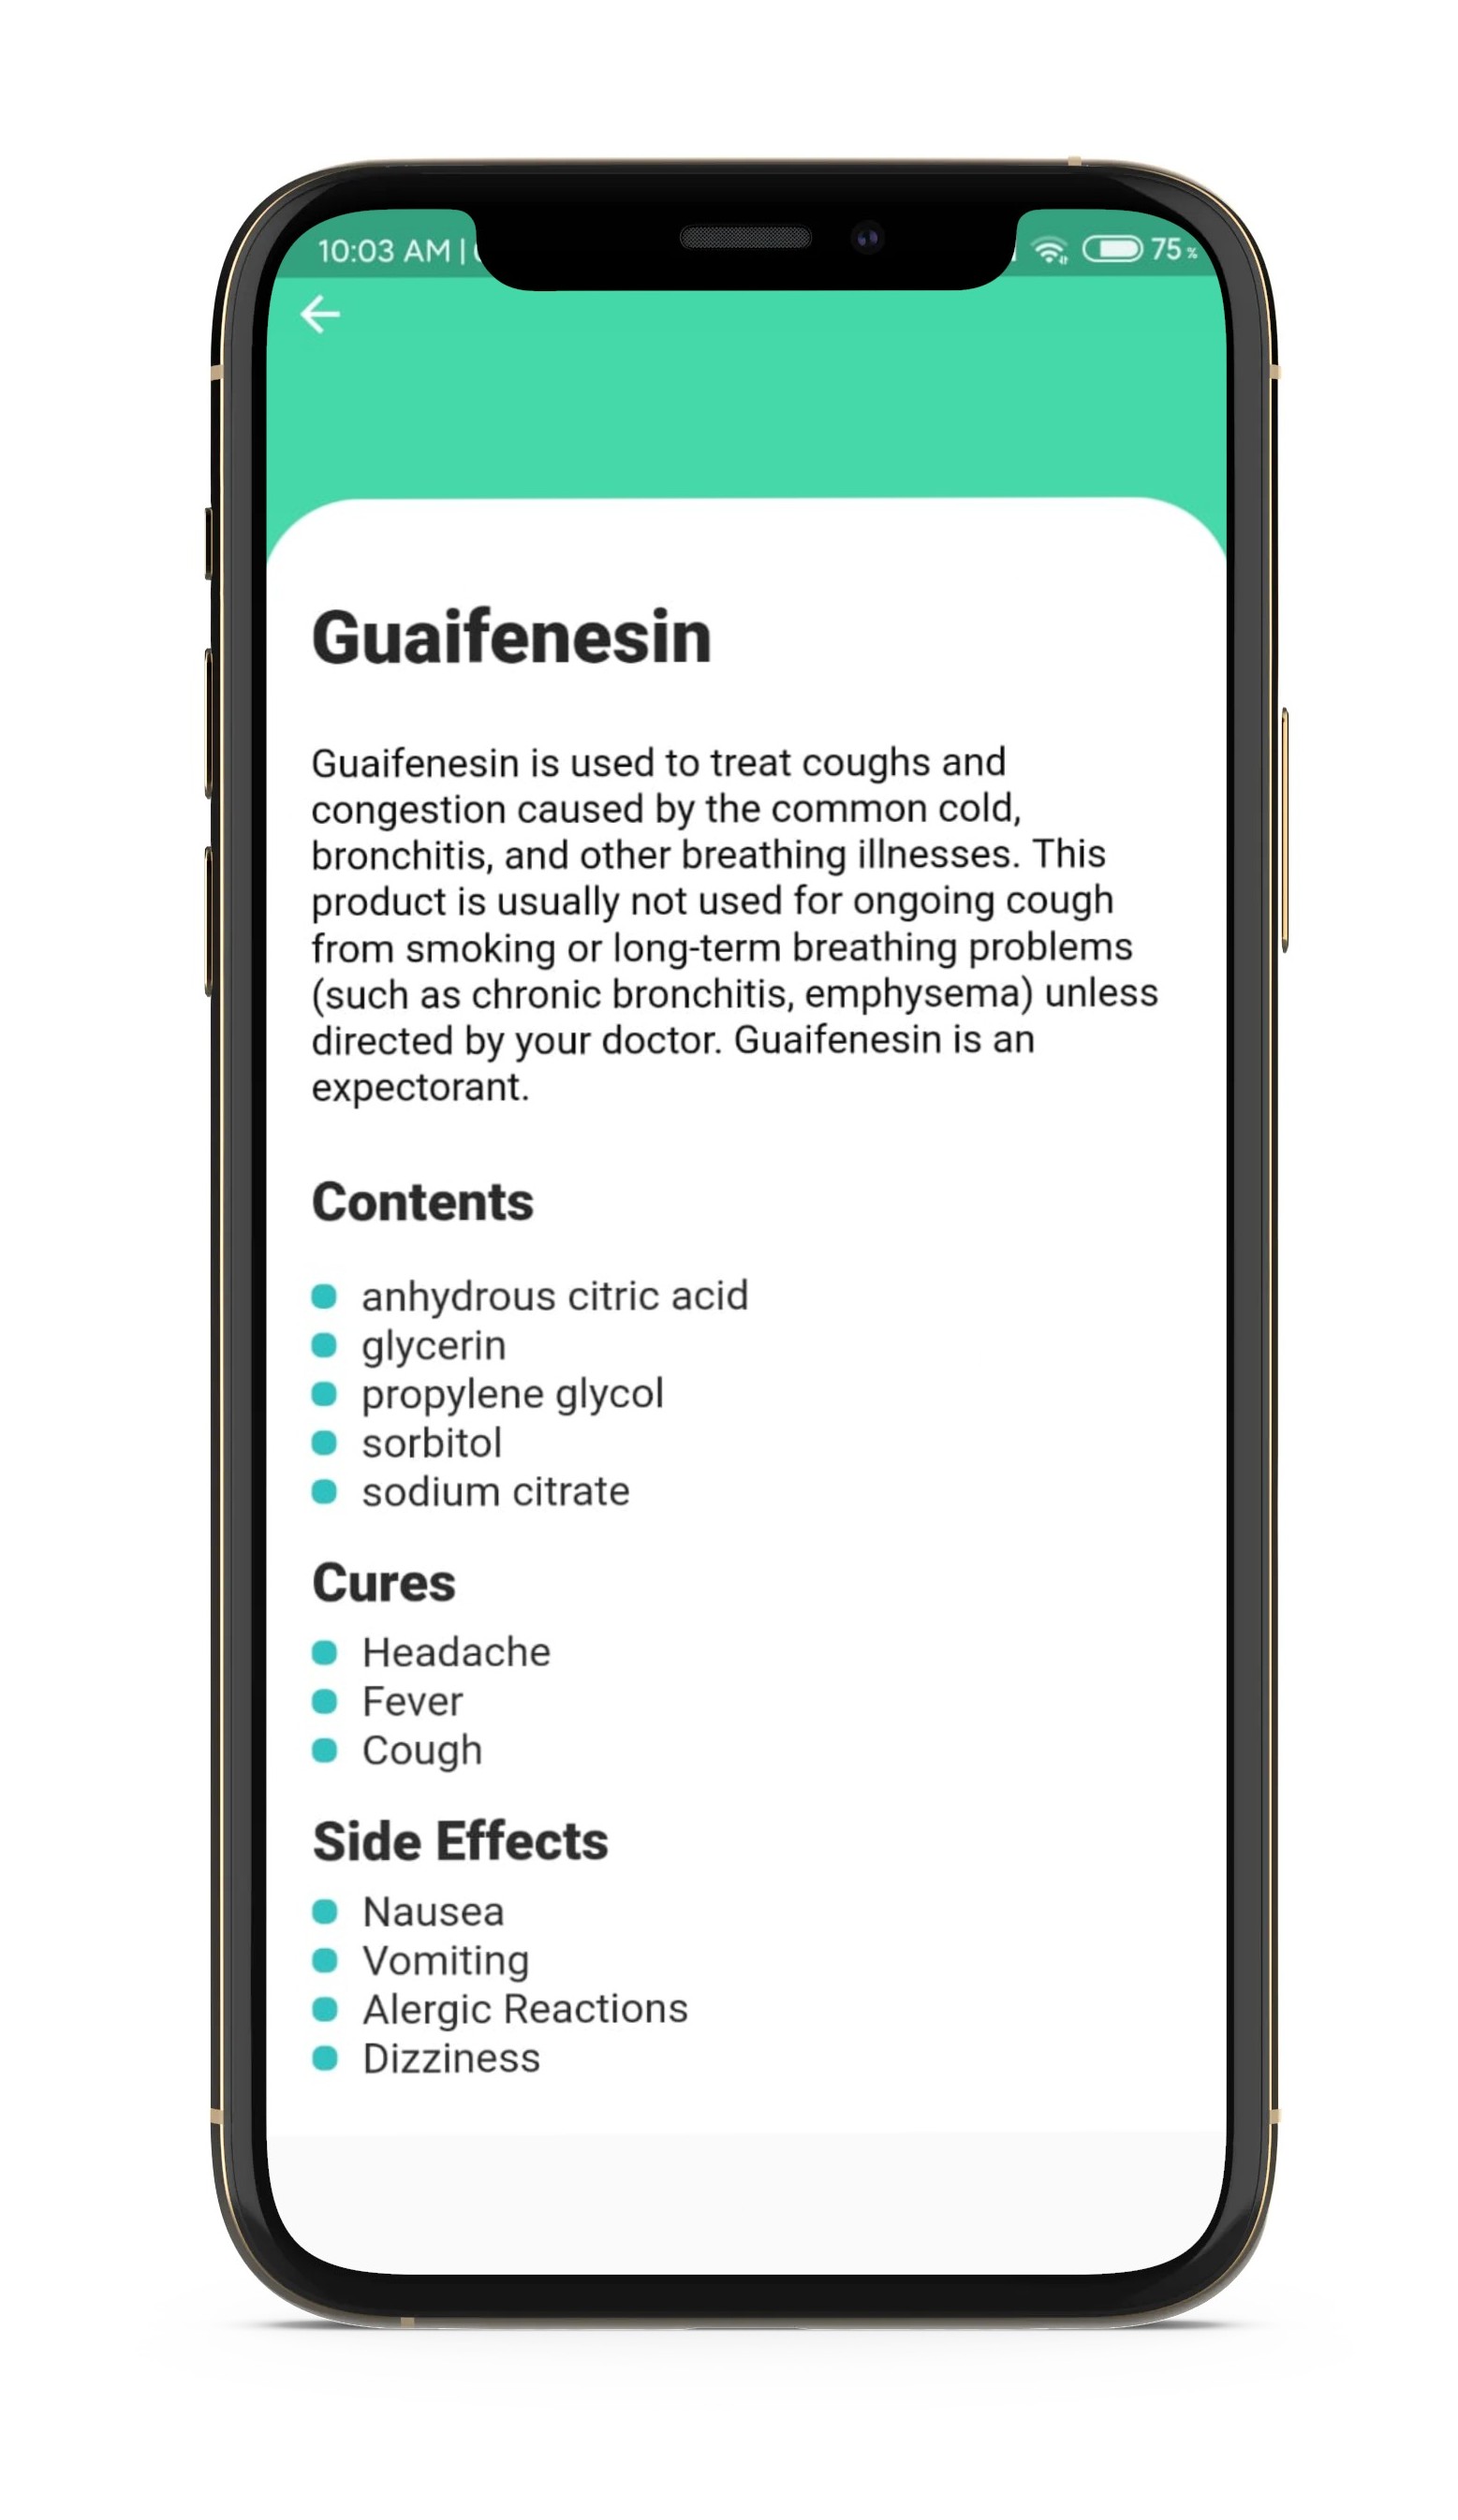 10:03 AM |
75%
Guaifenesin
Guaifenesin is used to treat coughs and
congestion caused by the common cold,
bronchitis, and other breathing illnesses. This
product is usually not used for ongoing cough
from smoking or long-term breathing problems
(such as chronic bronchitis, emphysema) unless
directed by your doctor. Guaifenesin is an
expectorant.
Contents
anhydrous citric acid
glycerin
propylene glycol
sorbitol
sodium citrate
Cures
Headache
Fever
Cough
Side Effects
Nausea
Vomiting
Alergic Reactions
Dizziness